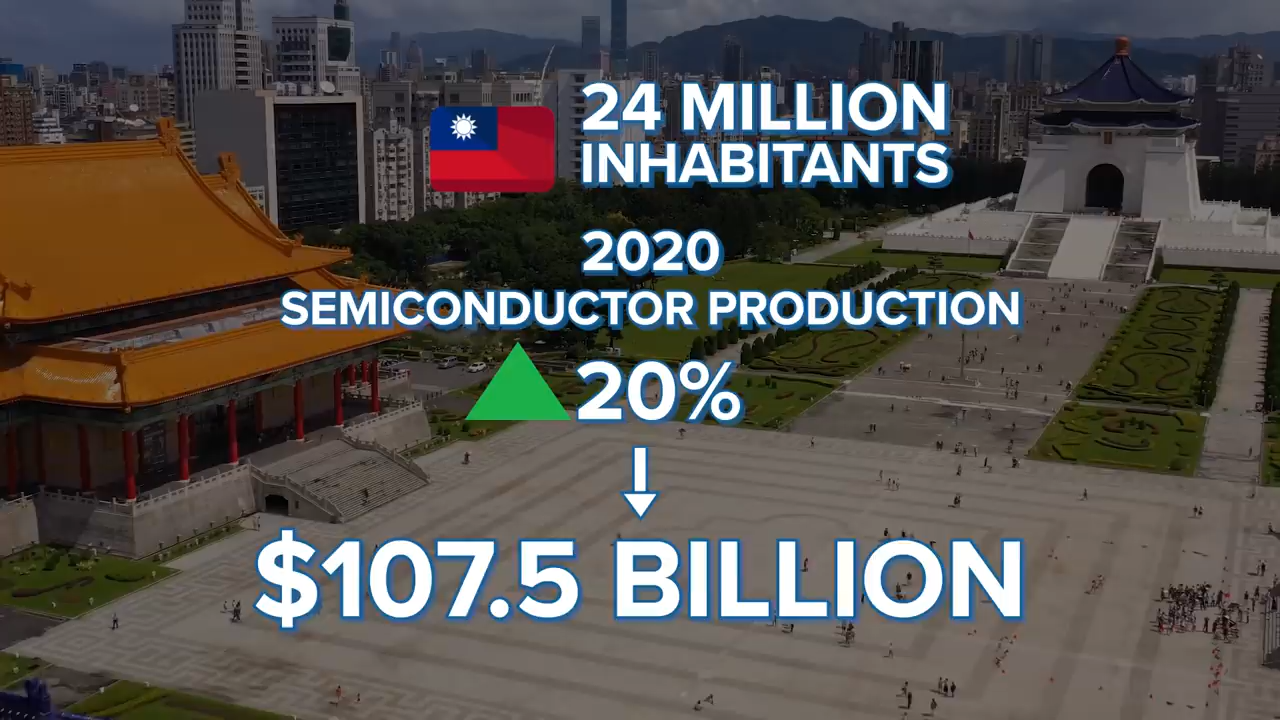 24 MILLION
INHABITANTS
2020
SEMICONDUCTOR PRODUCTION
20%
$107.5 BILLION